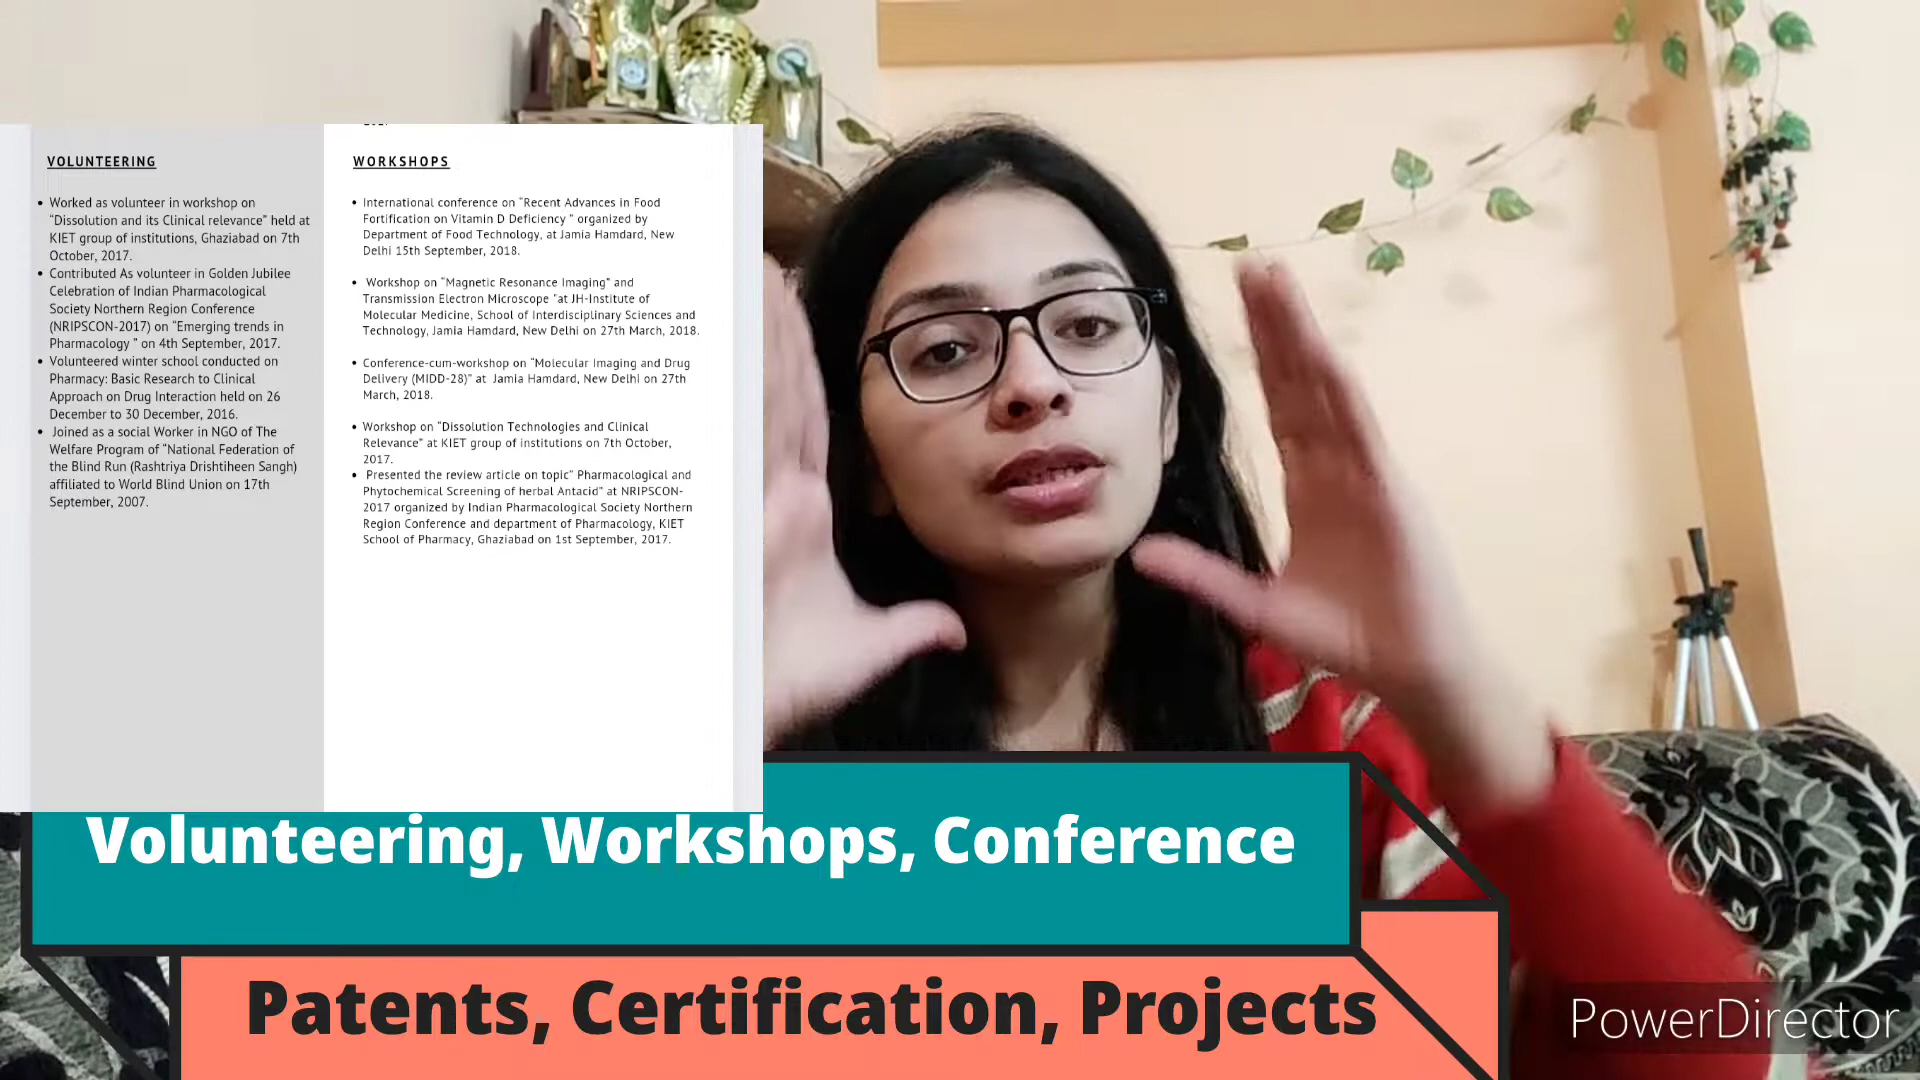 VOLUNTEERING
Worked as volunteer in workshop on
“Dissolution and its Clinical relevance” held at
KIET group of institutions, Ghaziabad on 7th
October, 2017.
Contributed As volunteer in Golden Jubilee
Celebration of Indian Pharmacological
Society Northern Region Conference
(NRIPSCON-2017) on “Emerging trends in
Pharmacology ” on 4th September, 2017.
Volunteered winter school conducted on
Pharmacy: Basic Research to Clinical
Approach on Drug Interaction held on 26
December to 30 December, 2016.
Joined as a social Worker in NGO of The
Welfare Program of “National Federation of
the Blind Run (Rashtriya Drishtiheen Sangh)
affiliated to World Blind Union on 17th
September, 2007.
WORKSHOPS
International conference on “Recent Advances in Food
Fortification on Vitamin D Deficiency ” organized by
Department of Food Technology, at Jamia Hamdard, New
Delhi 15th September, 2018.
Workshop on “Magnetic Resonance Imaging” and
Transmission Electron Microscope "at JH-Institute of
Molecular Medicine, School of Interdisciplinary Sciences and
Technology, Jamia Hamdard, New Delhi on 27th March, 2018.
Conference-cum-workshop on “Molecular Imaging and Drug
Delivery (MIDD-28)” at Jamia Hamdard, New Delhi on 27th
March, 2018.
Workshop on “Dissolution Technologies and Clinical
Relevance” at KIET group of institutions on 7th October,
2017.
Presented the review article on topic” Pharmacological and
Phytochemical Screening of herbal Antacid” at NRIPSCON-
2017 organized by Indian Pharmacological Society Northern
Region Conference and department of Pharmacology, KIET
School of Pharmacy, Ghaziabad on 1st September, 2017.
Volunteering, Workshops, Conference
Patents, Certification, Projects
PowerDirector